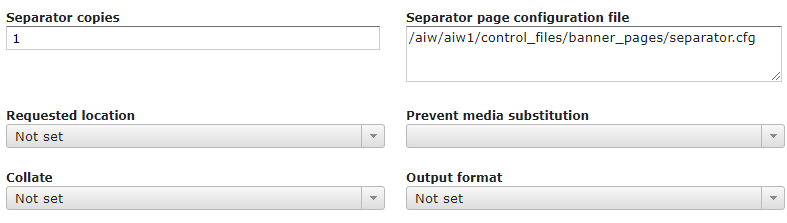 Separator copies
Separator page configuration file
1
/aiw/aiw1/control_files/banner_pages/separator.cfg
Requested location
Prevent media substitution
Not set
Collate
Output format
Not set
Not set